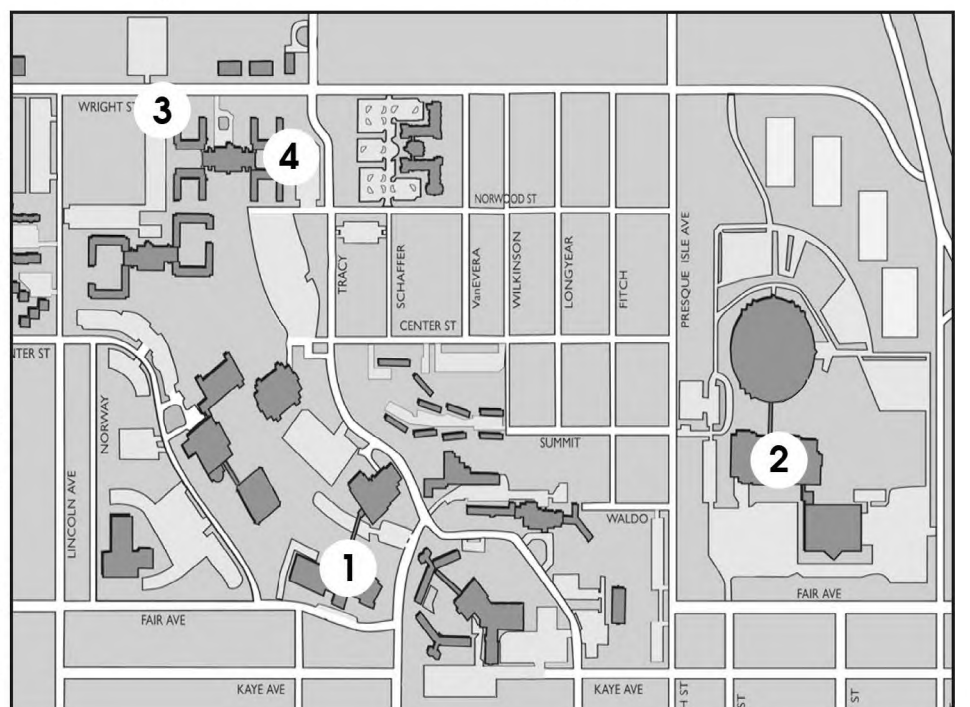 WRIGHT ST
3
4
NORWOOD ST
TRACY
SCHAFFER
VanEVERA
WILKINSON
LONGYEAR
FITCH
PRESQUE ISLE AVE
CENTER ST
NTER ST
NORWAY
LINCOLN AVE
SUMMIT
2
WALDO
1
FAIR AVE
FAIR AVE
KAYE AVE
KAYE AVE
H ST
ST
ST